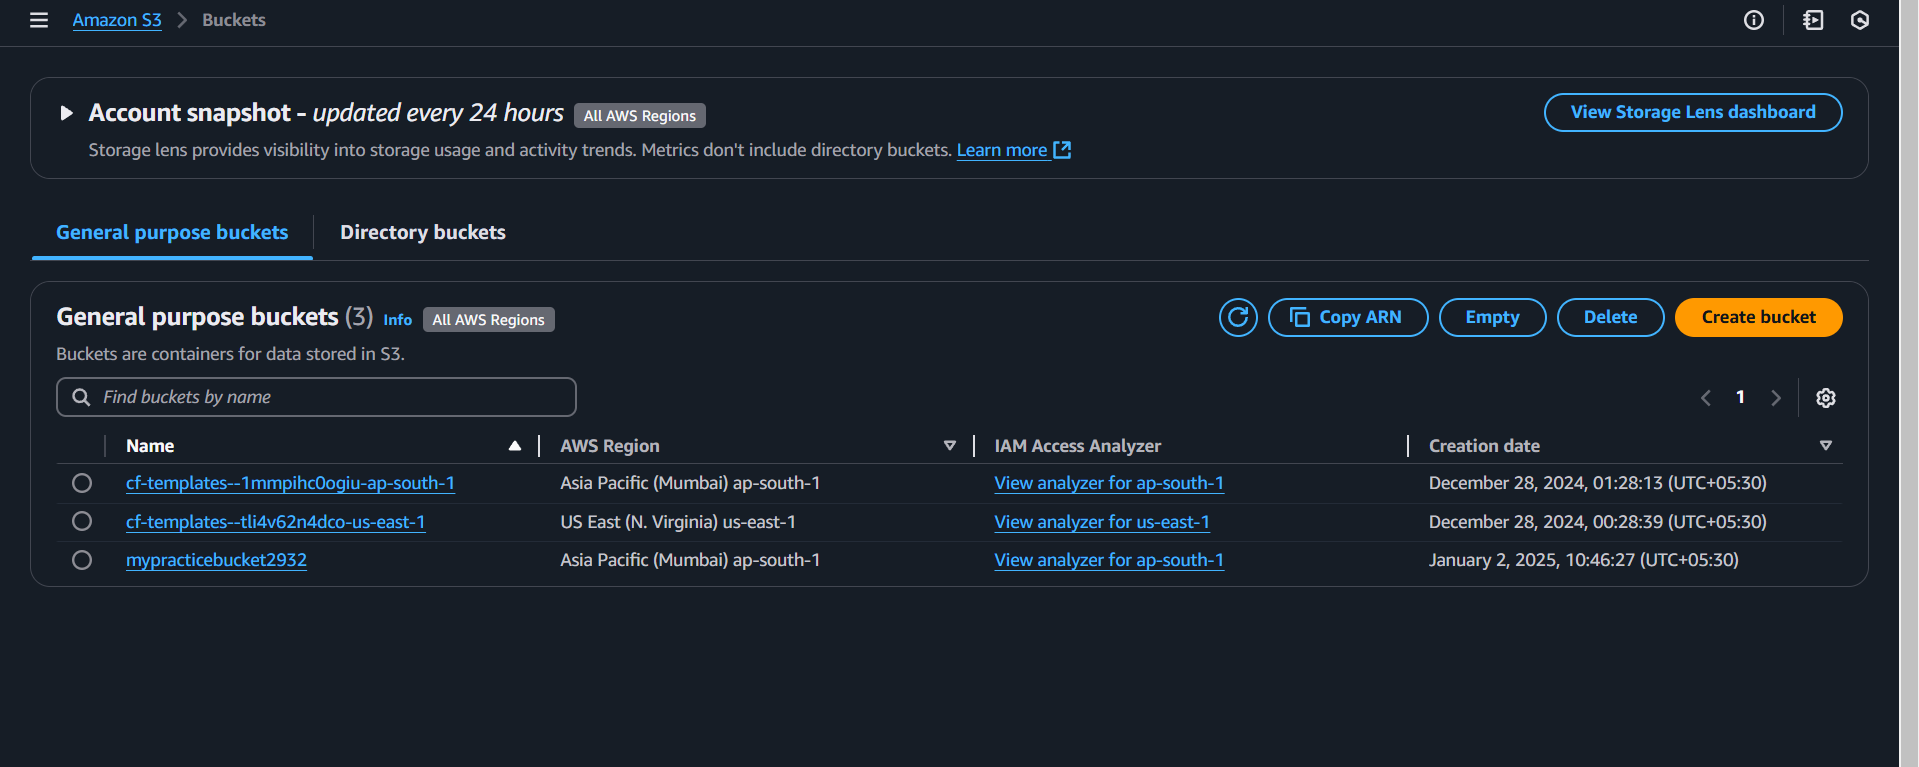 Amazon S3 > Buckets
Account snapshot - updated every 24 hours All AWS Regions
View Storage Lens dashboard
Storage lens provides visibility into storage usage and activity trends. Metrics don't include directory buckets. Learn more
General purpose buckets
Directory buckets
General purpose buckets (3) Info All AWS Regions
Copy ARN
Empty
Delete
Create bucket
Buckets are containers for data stored in S3.
Find buckets by name
1
Name AWS Region IAM Access Analyzer Creation date
cf-templates--1mmpihc0ogiu-ap-south-1 Asia Pacific (Mumbai) ap-south-1 View analyzer for ap-south-1 December 28, 2024, 01:28:13 (UTC+05:30)
cf-templates--tli4v62n4dco-us-east-1 US East (N. Virginia) us-east-1 View analyzer for us-east-1 December 28, 2024, 00:28:39 (UTC+05:30)
mypracticebucket2932 Asia Pacific (Mumbai) ap-south-1 View analyzer for ap-south-1 January 2, 2025, 10:46:27 (UTC+05:30)